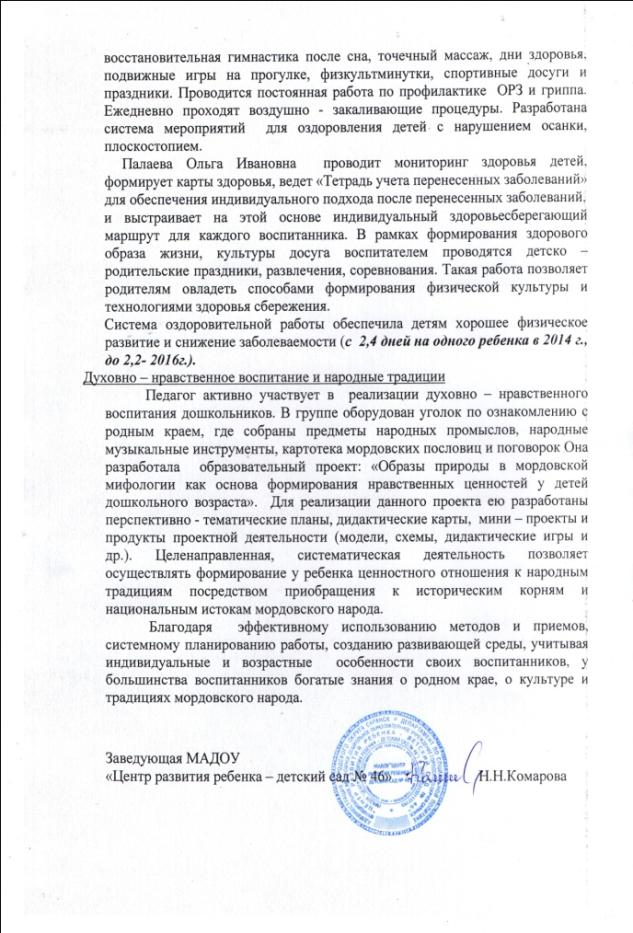 восстановительная гимнастика после сна, точечный массаж, дни здоровья,
подвижные игры на прогулке, физкультминутки, спортивные досуги и
праздники. Проводится постоянная работа по профилактике ОРЗ и гриппа.
Ежедневно проходят воздушно - закаливающие процедуры. Разработана
система мероприятий для оздоровления детей с нарушением осанки,
плоскостопием.
Палаева Ольга Ивановна проводит мониторинг здоровья детей,
формирует карты здоровья, ведет «Тетрадь учета перенесенных заболеваний»
для обеспечения индивидуального подхода после перенесенных заболеваний,
и выстраивает на этой основе индивидуальный здоровьесберегающий
маршрут для каждого воспитанника. В рамках формирования здорового
образа жизни, культуры досуга воспитателем проводятся детско –
родительские праздники, развлечения, соревнования. Такая работа позволяет
родителям овладеть способами формирования физической культуры и
технологиями здоровья сбережения.
Система оздоровительной работы обеспечила детям хорошее физическое
развитие и снижение заболеваемости (с 2,4 дней на одного ребенка в 2014 г.,
до 2,2- 2016г.).
Духовно – нравственное воспитание и народные традиции
Педагог активно участвует в реализации духовно – нравственного
воспитания дошкольников. В группе оборудован уголок по ознакомлению с
родным краем, где собраны предметы народных промыслов, народные
музыкальные инструменты, картотека мордовских пословиц и поговорок Она
разработала образовательный проект: «Образы природы в мордовской
мифологии как основа формирования нравственных ценностей у детей
дошкольного возраста». Для реализации данного проекта ею разработаны
перспективно - тематические планы, дидактические карты, мини – проекты и
продукты проектной деятельности (модели, схемы, дидактические игры и
др.). Целенаправленная, систематическая деятельность позволяет
осуществлять формирование у ребенка ценностного отношения к народным
традициям посредством приобращения к историческим корням и
национальным истокам мордовского народа.
Благодаря эффективному использованию методов и приемов,
системному планированию работы, созданию развивающей среды, учитывая
индивидуальные и возрастные особенности своих воспитанников, у
большинства воспитанников богатые знания о родном крае, о культуре и
традициях мордовского народа.
Заведующая МАДОУ
«Центр развития ребенка – детский сад № 46» Н.Н.Комарова